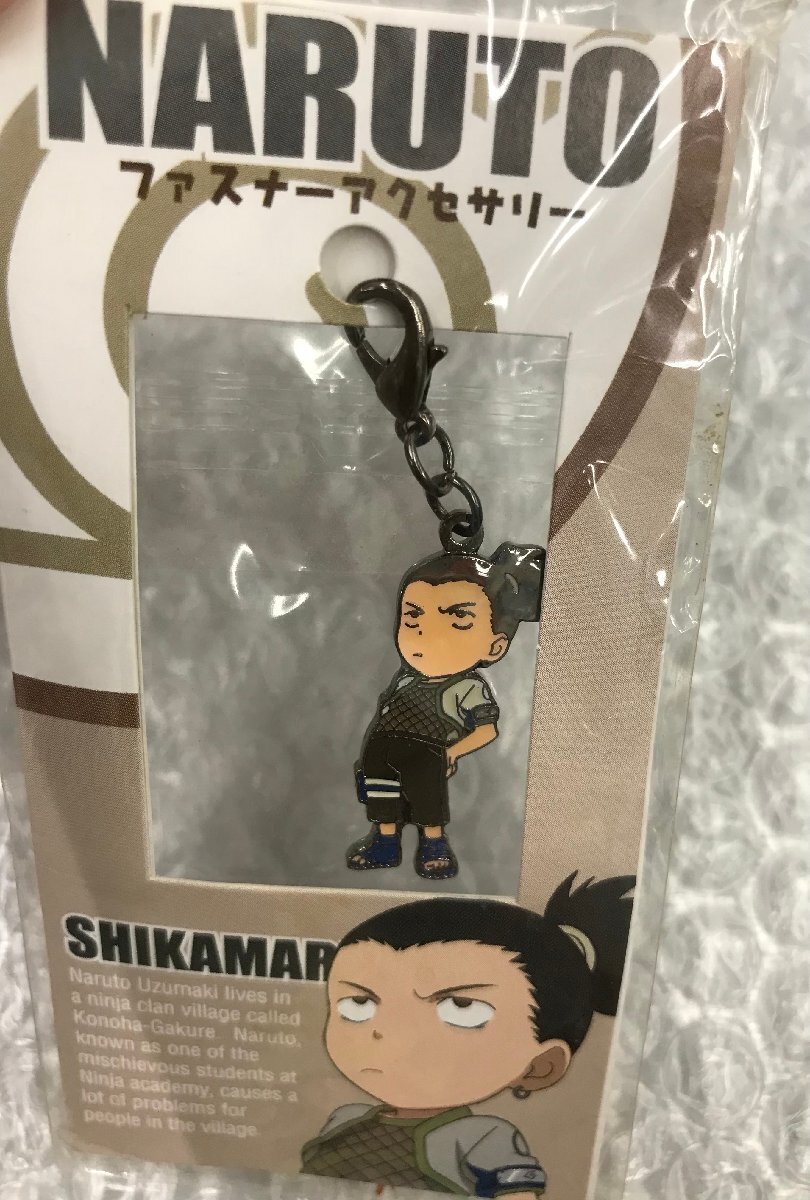 NARUTO
ファスナーアクセサリー
SHIKAMAR
Naruto Uzumaki lives in
a ninja clan village called
Konoha-Gakure. Naruto,
known as one of the
mischievous students at
Ninja academy, causes a
lot of problems for
people in the village.